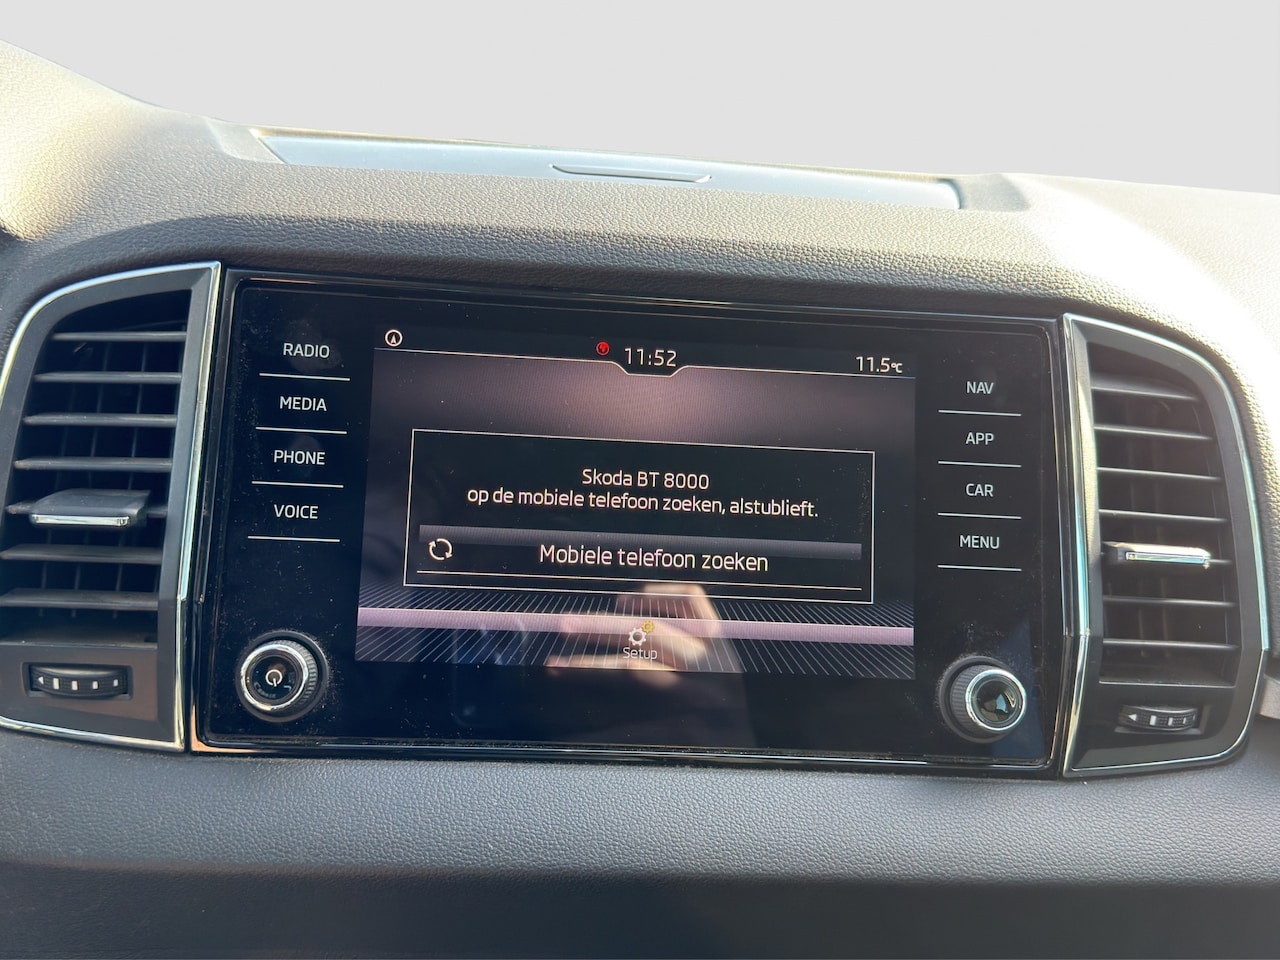 RADIO
MEDIA
PHONE
VOICE
11:52
11.5°C
Skoda BT 8000
op de mobiele telefoon zoeken, alstublieft.
Mobiele telefoon zoeken
Setup
NAV
APP
CAR
MENU